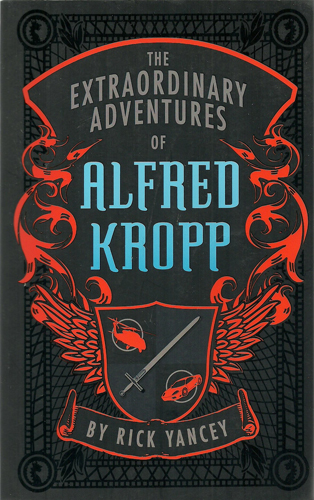 THE
EXTRAORDINARY
ADVENTURES
OF
ALFRED
KROPP
BY RICK YANCEY